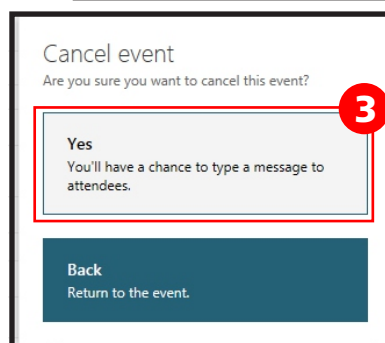 Cancel event
Are you sure you want to cancel this event?
3
Yes
You'll have a chance to type a message to
attendees.
Back
Return to the event.